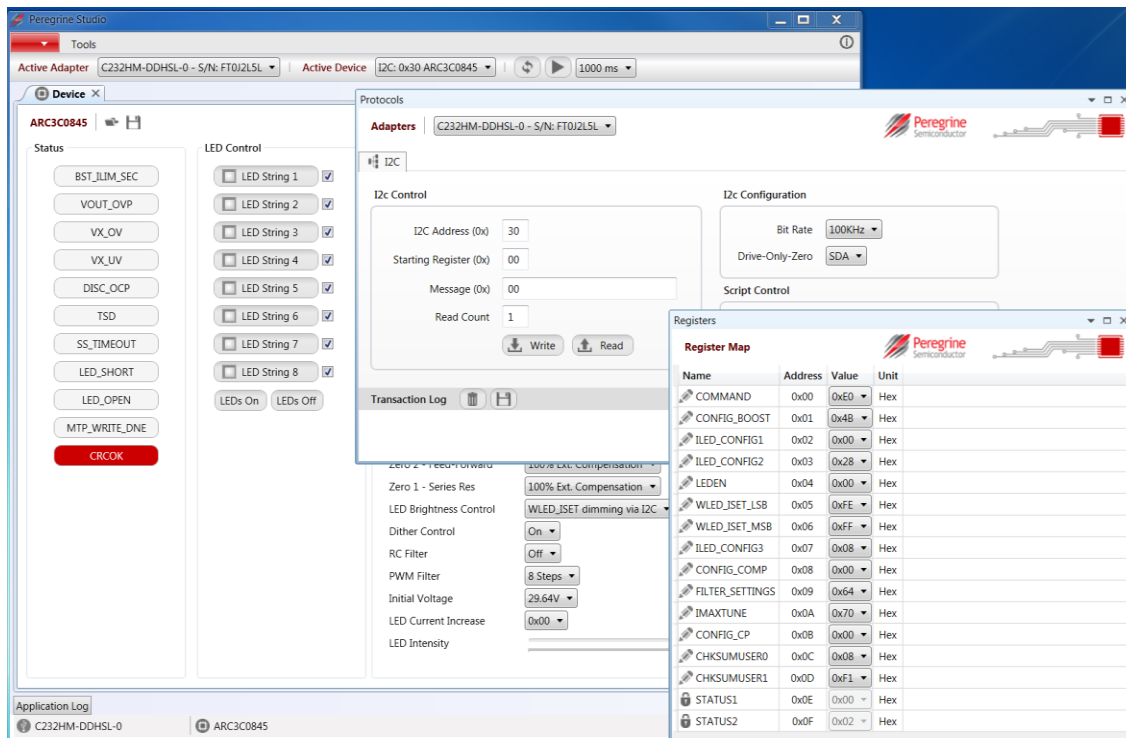 Peregrine Studio
Tools
Active Adapter C232HM-DDHSL-0 - S/N: FT0J2L5L Active Device I2C: 0x30 ARC3C0845 1000 ms
Device
ARC3C0845
Status
BST_ILIM_SEC
VOUT_OVP
VX_OV
VX_UV
DISC_OCP
TSD
SS_TIMEOUT
LED_SHORT
LED_OPEN
MTP_WRITE_DNE
CRCOK
LED Control
LED String 1
LED String 2
LED String 3
LED String 4
LED String 5
LED String 6
LED String 7
LED String 8
LEDs On LEDs Off
Protocols
Adapters C232HM-DDHSL-0 - S/N: FT0J2L5L
Peregrine
Semiconductor
I2C
I2c Control
I2C Address (0x) 30
Starting Register (0x) 00
Message (0x) 00
Read Count 1
Write Read
I2c Configuration
Bit Rate 100KHz
Drive-Only-Zero SDA
Script Control
Transaction Log
Zero 2 - Feed-Forward 100% Ext. Compensation
Zero 1 - Series Res 100% Ext. Compensation
LED Brightness Control WLED_ISET dimming via I2C
Dither Control On
RC Filter Off
PWM Filter 8 Steps
Initial Voltage 29.64V
LED Current Increase 0x00
LED Intensity
Registers
Register Map
Peregrine
Semiconductor
Name Address Value Unit
COMMAND 0x00 0xE0 Hex
CONFIG_BOOST 0x01 0x4B Hex
ILED_CONFIG1 0x02 0x00 Hex
ILED_CONFIG2 0x03 0x28 Hex
LEDEN 0x04 0x00 Hex
WLED_ISET_LSB 0x05 0xFE Hex
WLED_ISET_MSB 0x06 0xFF Hex
ILED_CONFIG3 0x07 0x08 Hex
CONFIG_COMP 0x08 0x00 Hex
FILTER_SETTINGS 0x09 0x64 Hex
IMAXTUNE 0x0A 0x70 Hex
CONFIG_CP 0x0B 0x00 Hex
CHKSUMUSER0 0x0C 0x08 Hex
CHKSUMUSER1 0x0D 0xF1 Hex
STATUS1 0x0E 0x00 Hex
STATUS2 0x0F 0x02 Hex
Application Log
C232HM-DDHSL-0 ARC3C0845